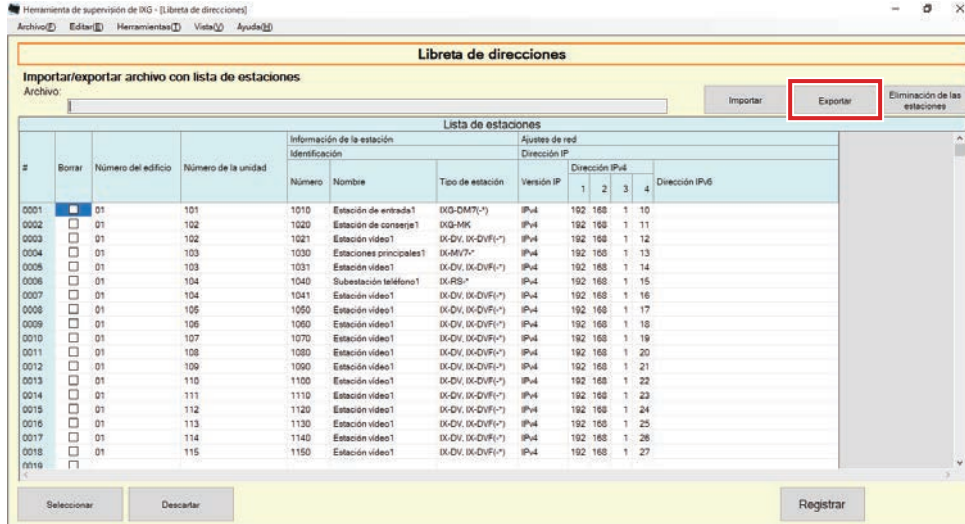 Herramienta de supervisión de IXG - [Libreta de direcciones]
Archivo(F) Editar(E) Herramientas(T) Vista(V) Ayuda(H)
Libreta de direcciones
Importar/exportar archivo con lista de estaciones
Archivo:
Importar Exportar Eliminación de las estaciones
Lista de estaciones
Información de la estación Ajustes de red
Identificación Dirección IP
# Borrar Número del edificio Número de la unidad Número Nombre Tipo de estación Versión IP Dirección IPv4 Dirección IPv6
1 2 3 4
0001 01 101 1010 Estación de entrada1 IXG-DM7(-*) IPv4 192 168 1 10
0002 01 102 1020 Estación de conserje1 IXG-MK IPv4 192 168 1 11
0003 01 102 1021 Estación video1 IX-DV, IX-DVF(-*) IPv4 192 168 1 12
0004 01 103 1030 Estaciones principales1 IX-MV7-* IPv4 192 168 1 13
0005 01 103 1031 Estación video1 IX-DV, IX-DVF(-*) IPv4 192 168 1 14
0006 01 104 1040 Subestación teléfono1 IX-RS-* IPv4 192 168 1 15
0007 01 104 1041 Estación video1 IX-DV, IX-DVF(-*) IPv4 192 168 1 16
0008 01 105 1050 Estación video1 IX-DV, IX-DVF(-*) IPv4 192 168 1 17
0009 01 106 1060 Estación video1 IX-DV, IX-DVF(-*) IPv4 192 168 1 18
0010 01 107 1070 Estación video1 IX-DV, IX-DVF(-*) IPv4 192 168 1 19
0011 01 108 1080 Estación video1 IX-DV, IX-DVF(-*) IPv4 192 168 1 20
0012 01 109 1090 Estación video1 IX-DV, IX-DVF(-*) IPv4 192 168 1 21
0013 01 110 1100 Estación video1 IX-DV, IX-DVF(-*) IPv4 192 168 1 22
0014 01 111 1110 Estación video1 IX-DV, IX-DVF(-*) IPv4 192 168 1 23
0015 01 112 1120 Estación video1 IX-DV, IX-DVF(-*) IPv4 192 168 1 24
0016 01 113 1130 Estación video1 IX-DV, IX-DVF(-*) IPv4 192 168 1 25
0017 01 114 1140 Estación video1 IX-DV, IX-DVF(-*) IPv4 192 168 1 26
0018 01 115 1150 Estación video1 IX-DV, IX-DVF(-*) IPv4 192 168 1 27
0019
Seleccionar Descartar Registrar